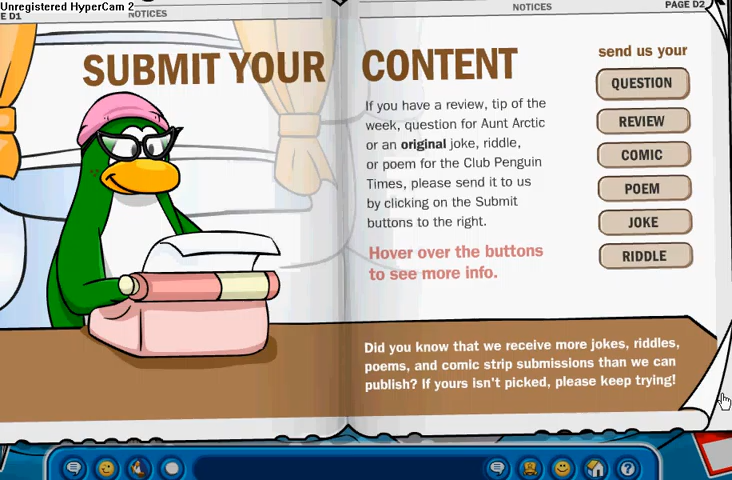 Unregistered HyperCam 2
E D1
NOTICES
NOTICES
PAGE D2
SUBMIT YOUR CONTENT
If you have a review, tip of the
week, question for Aunt Arctic
or an original joke, riddle,
or poem for the Club Penguin
Times, please send it to us
by clicking on the Submit
buttons to the right.
Hover over the buttons
to see more info.
send us your
QUESTION
REVIEW
COMIC
POEM
JOKE
RIDDLE
Did you know that we receive more jokes, riddles,
poems, and comic strip submissions than we can
publish? If yours isn't picked, please keep trying!
?